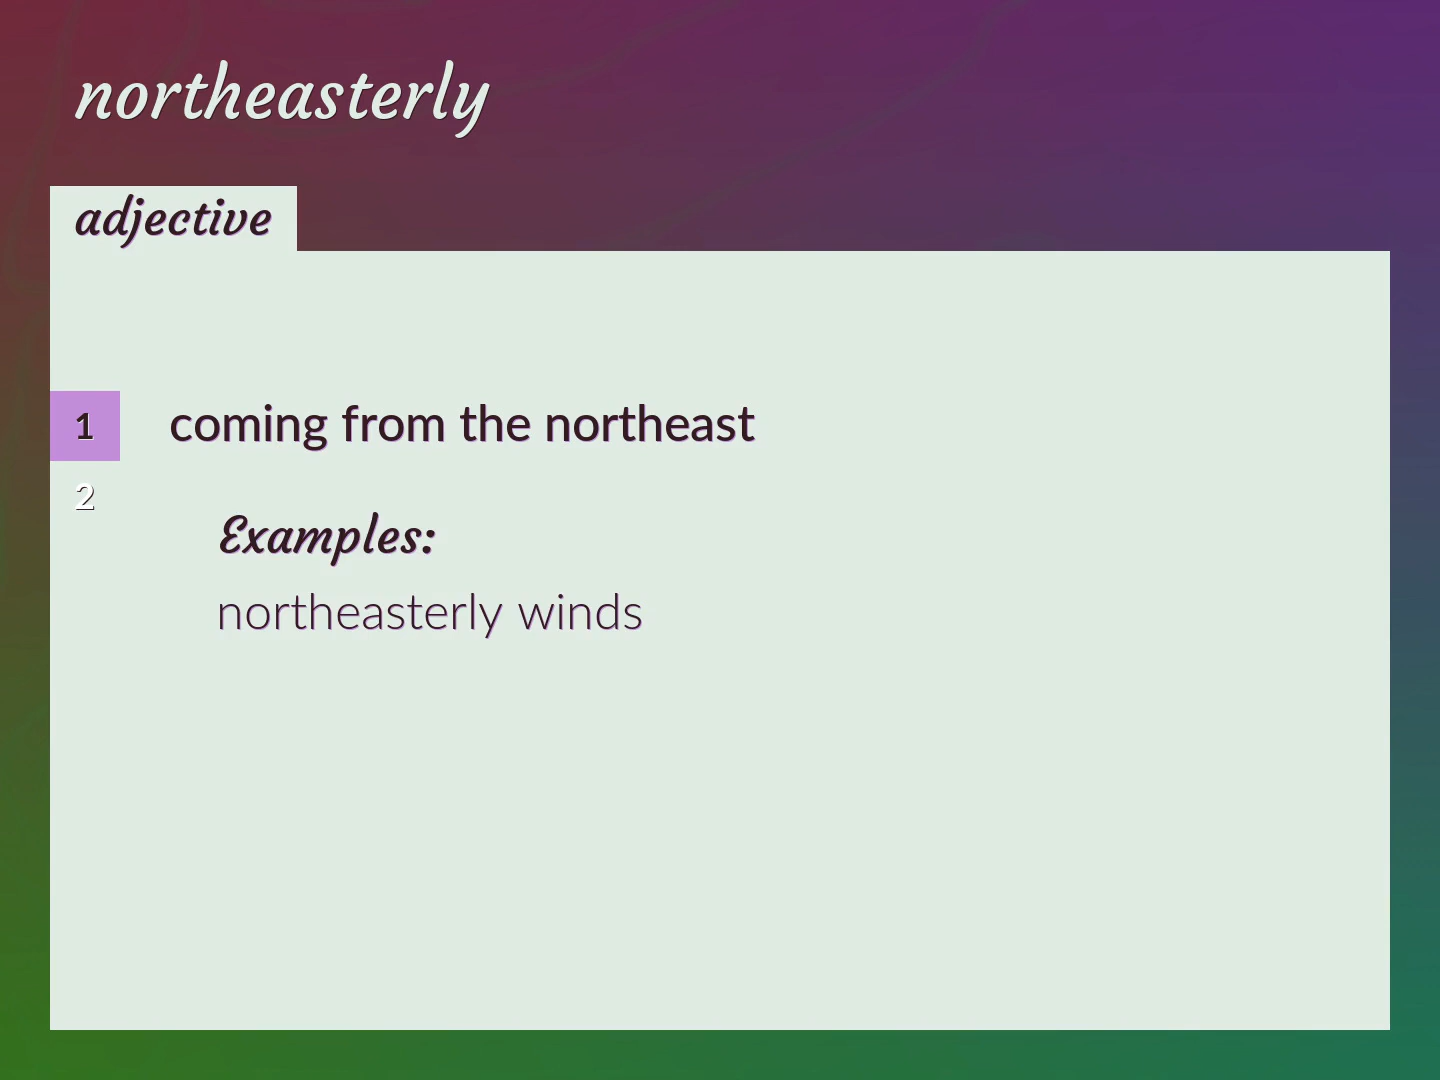 northeasterly
adjective
1 coming from the northeast
2
Examples:
northeasterly winds